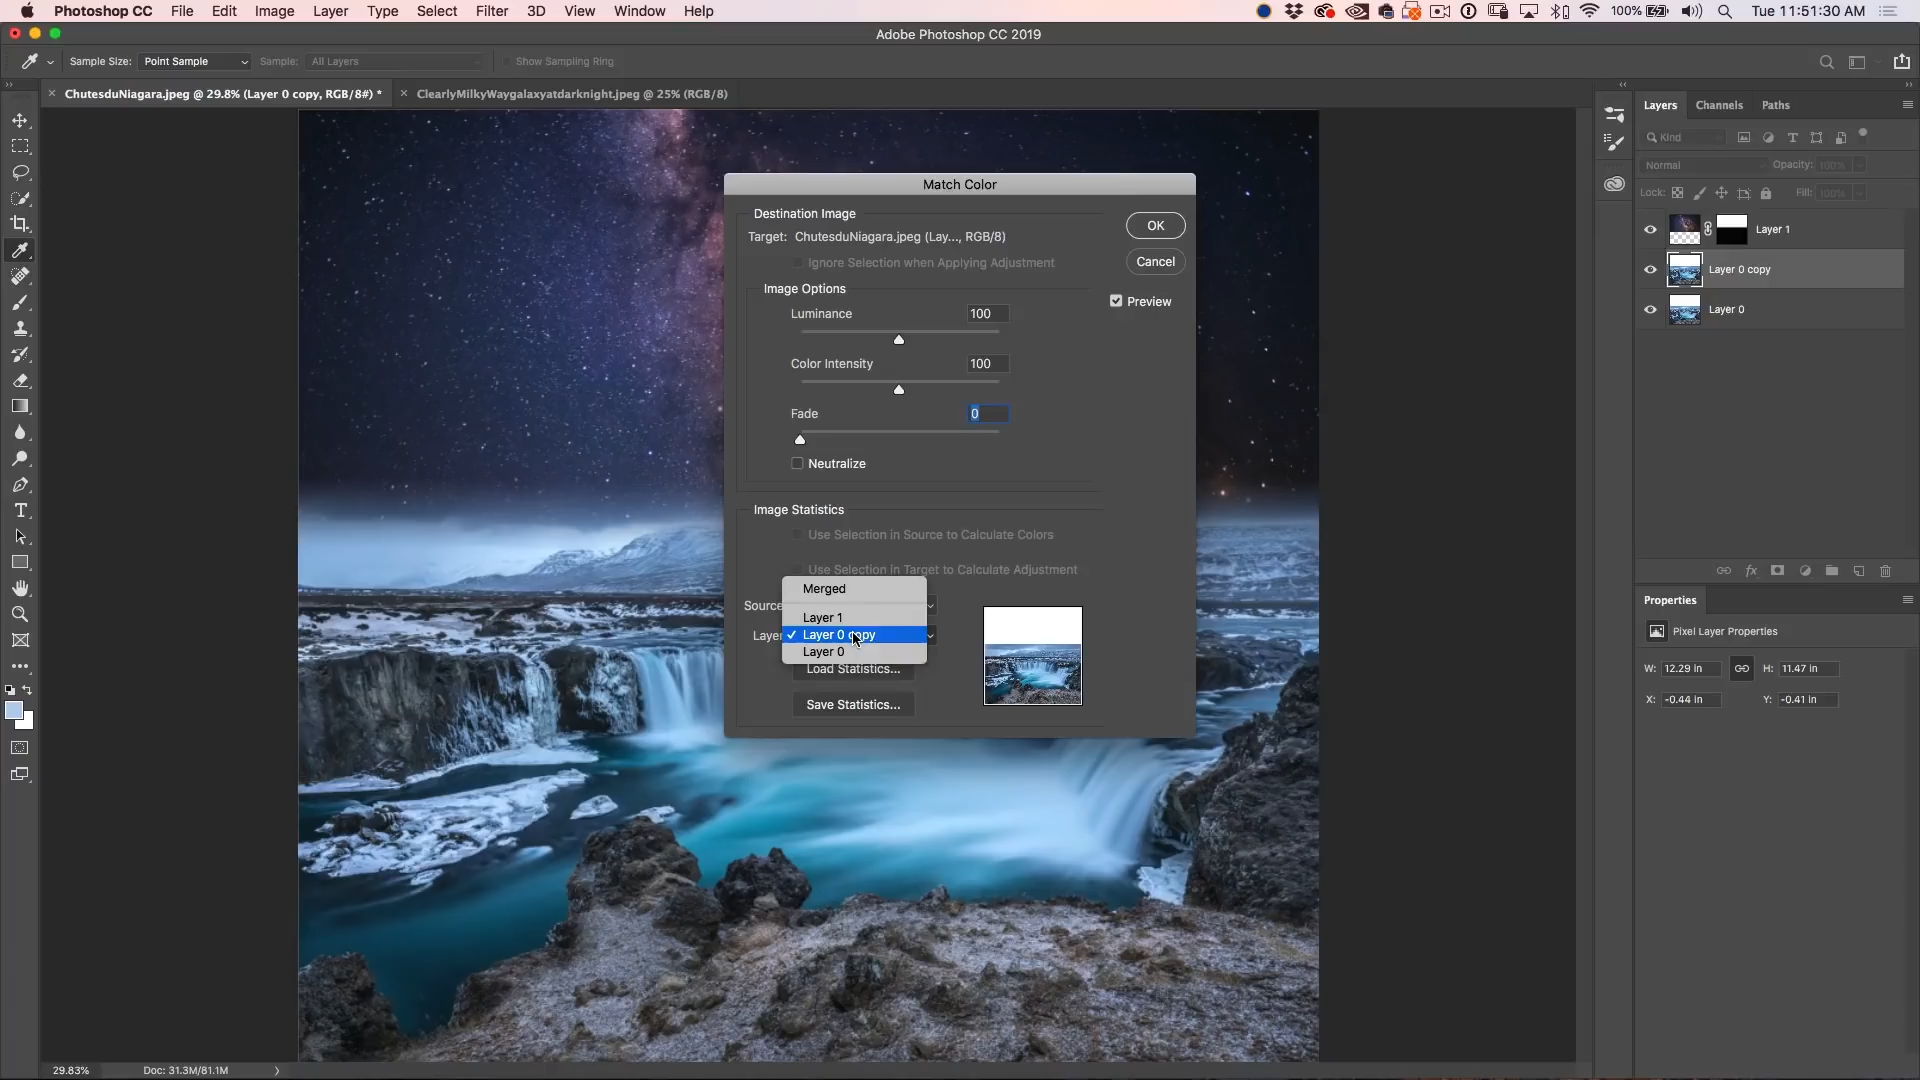 Photoshop CC File Edit Image Layer Type Select Filter 3D View Window Help 100% Tue 11:51:30 AM
Adobe Photoshop CC 2019
Sample Size: Point Sample Sample: All Layers Show Sampling Ring
ChutesduNiagara.jpeg @ 29.8% (Layer 0 copy, RGB/8#) * ClearlyMilkyWaygalaxyatdarknight.jpeg @ 25% (RGB/8)
Match Color
Destination Image
Target: ChutesduNiagara.jpeg (Lay..., RGB/8)
Ignore Selection when Applying Adjustment
OK
Cancel
Preview
Image Options
Luminance 100
Color Intensity 100
Fade 0
Neutralize
Image Statistics
Use Selection in Source to Calculate Colors
Use Selection in Target to Calculate Adjustment
Source
Layer
Merged
Layer 1
Layer 0 copy
Layer 0
Load Statistics...
Save Statistics...
Layers Channels Paths
Kind
Normal Opacity: 100%
Lock: Fill: 100%
Layer 1
Layer 0 copy
Layer 0
Properties
Pixel Layer Properties
W: 12.29 in H: 11.47 in
X: -0.44 in Y: -0.41 in
29.83% Doc: 31.3M/81.1M